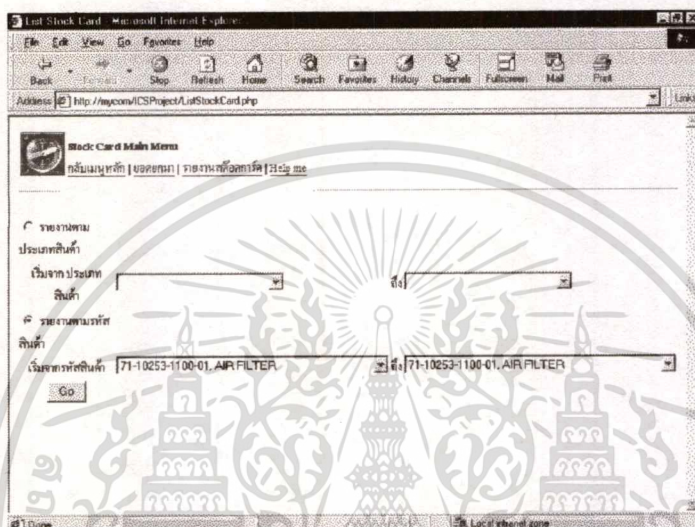 List Stock Card - Microsoft Internet Explorer
File Edit View Go Favorites Help
Back Forward Stop Refresh Home Search Favorites History Channels Fullscreen Mail Print
Address http://mycom/ICSProject/ListStockCard.php Links
Stock Card Main Menu
กลับเมนูหลัก | ยอดยกมา | รายงานสต๊อคการ์ด | Help me
รายงานตาม
ประเภทสินค้า
เริ่มจากประเภท
สินค้า
ถึง
รายงานตามรหัส
สินค้า
เริ่มจากรหัสสินค้า 71-10253-1100-01, AIR FILTER ถึง 71-10253-1100-01, AIR FILTER
Go
Done Local intranet zone